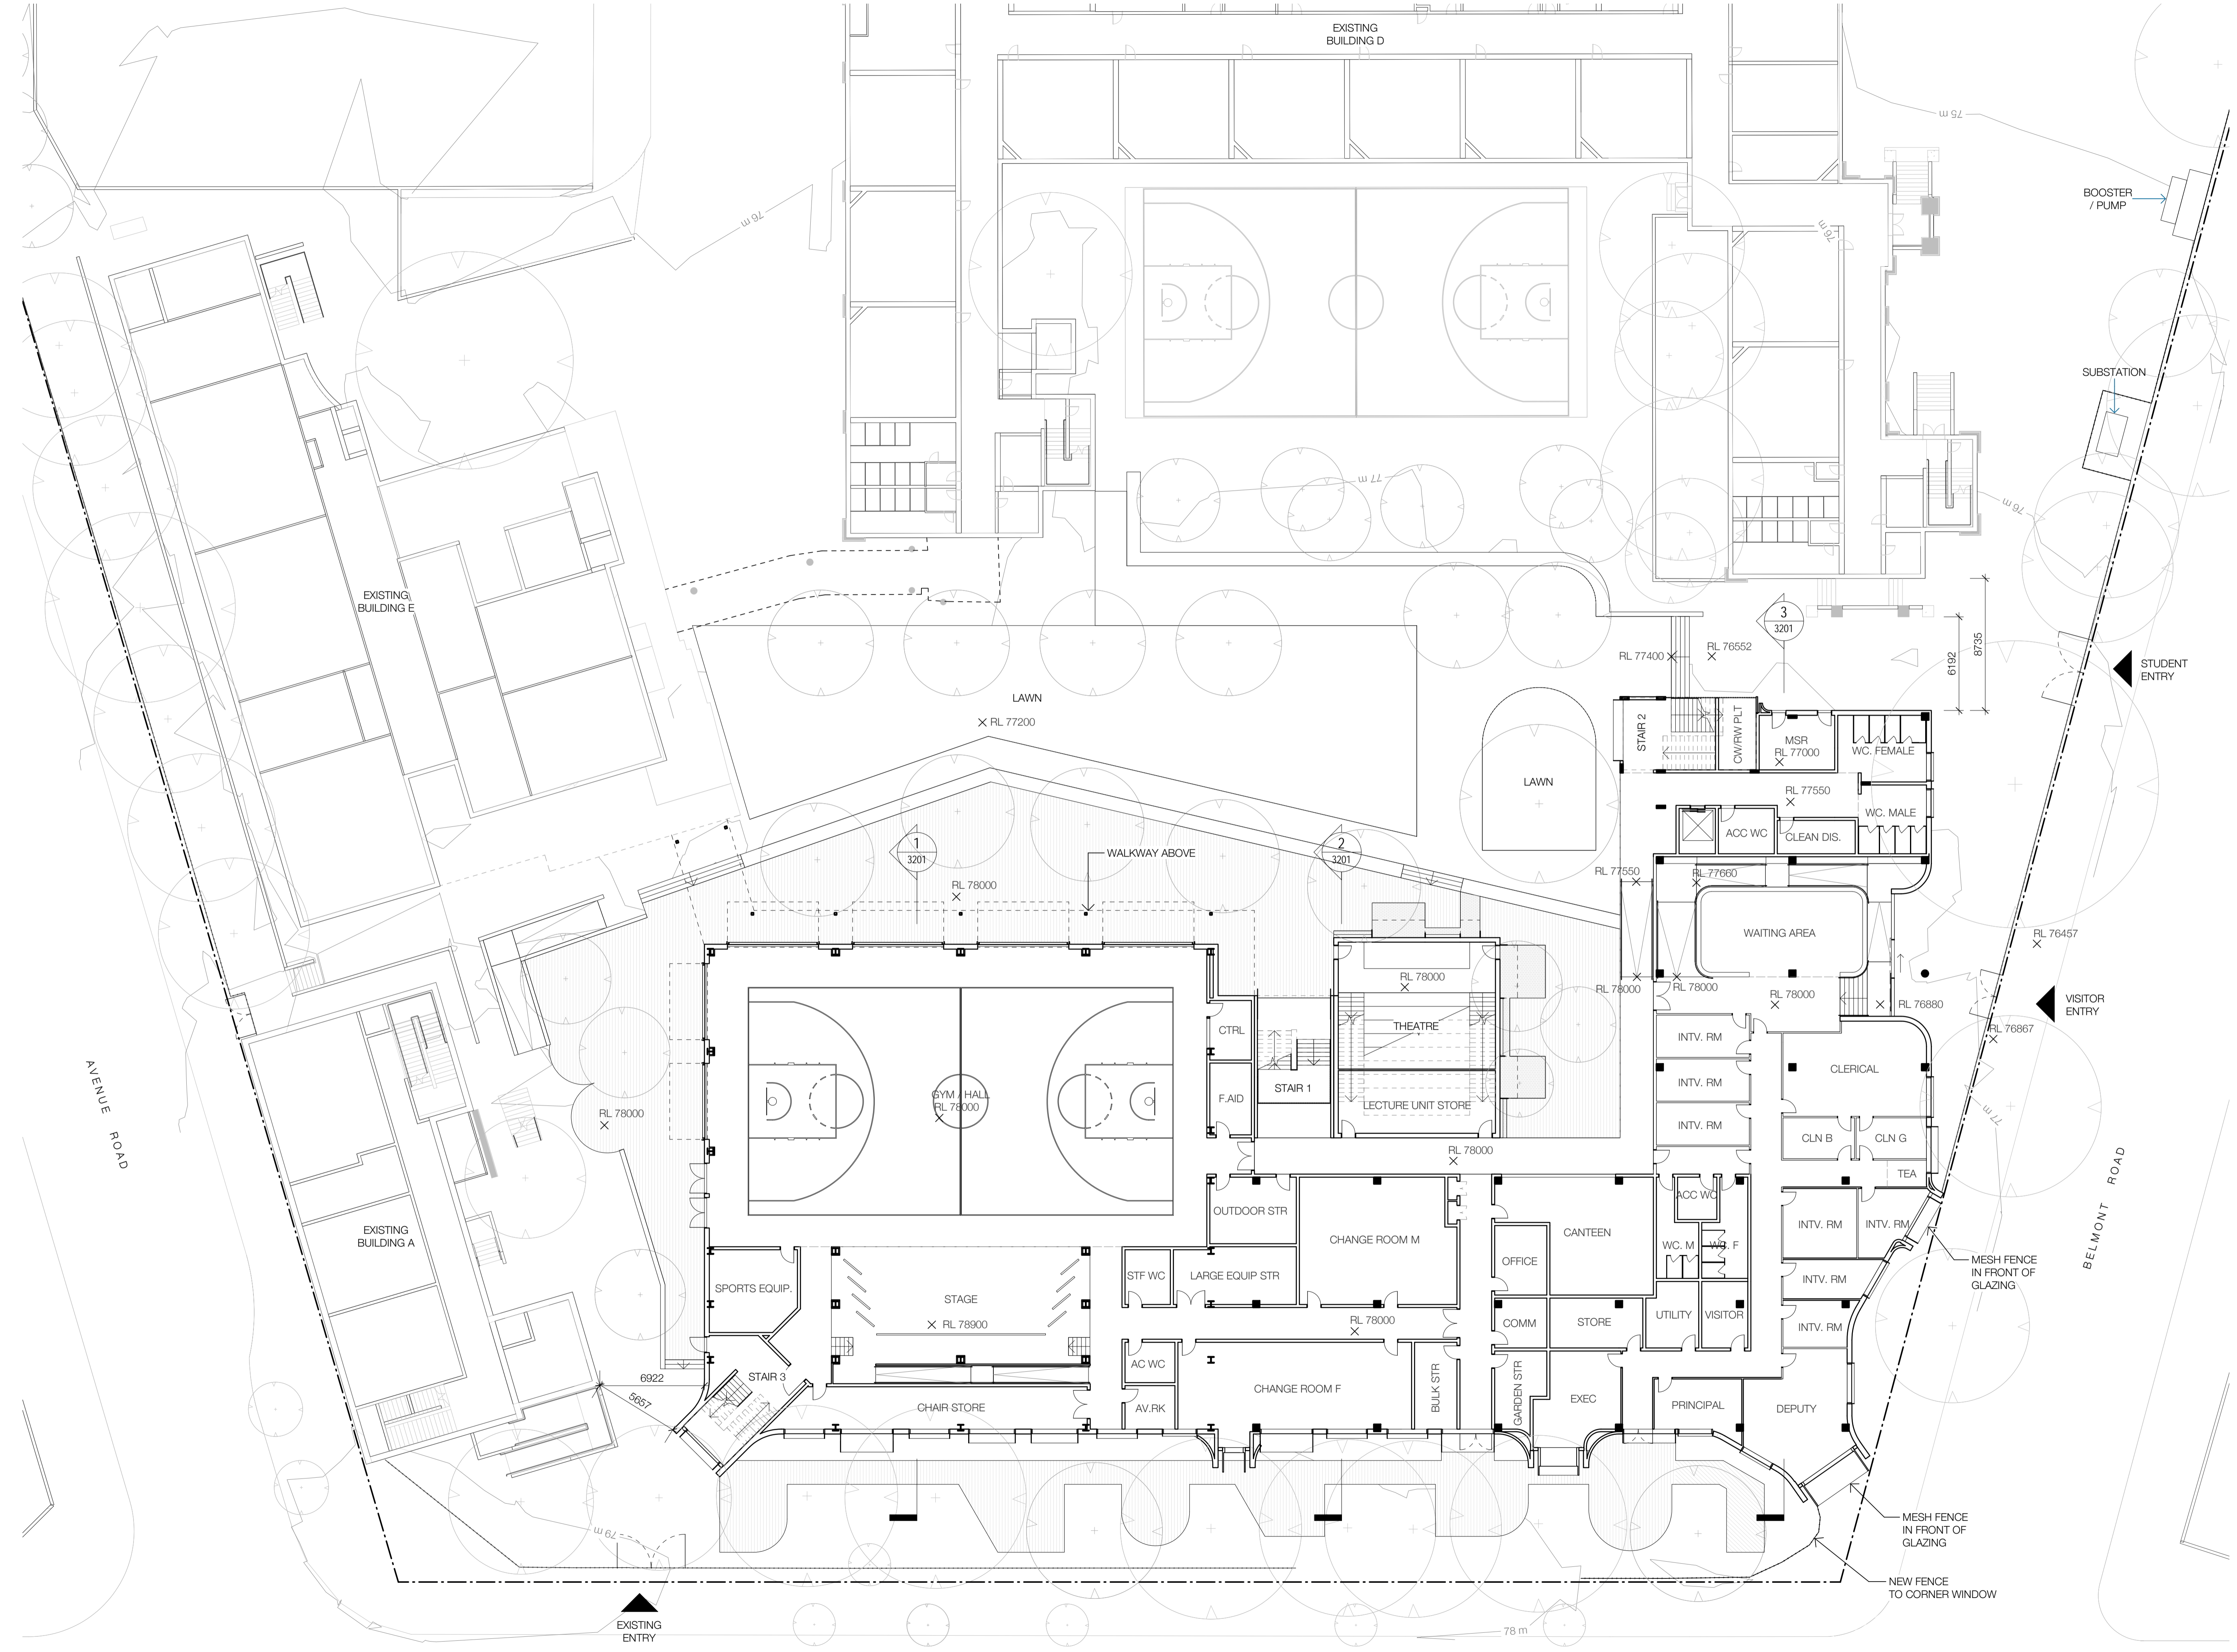 EXISTING
BUILDING D
75 m
BOOSTER
/ PUMP
76 m
76 m
SUBSTATION
77 m
76 m
EXISTING
BUILDING E
3
3201
RL 77400
RL 76552
6192
8735
STUDENT
ENTRY
LAWN
RL 77200
STAIR 2
CW/RW PLT
MSR
RL 77000
WC. FEMALE
LAWN
RL 77550
WC. MALE
ACC WC
CLEAN DIS.
1
3201
WALKWAY ABOVE
2
3201
RL 77550
RL 77660
RL 78000
WAITING AREA
RL 76457
RL 78000
RL 78000
RL 78000
RL 78000
RL 76880
VISITOR
ENTRY
RL 76867
CTRL
THEATRE
INTV. RM
CLERICAL
AVENUE ROAD
STAIR 1
F.AID
LECTURE UNIT STORE
INTV. RM
GYM / HALL
RL 78000
RL 78000
INTV. RM
CLN B
CLN G
77 m
RL 78000
TEA
ACC WC
OUTDOOR STR
CHANGE ROOM M
CANTEEN
INTV. RM
INTV. RM
BELMONT ROAD
EXISTING
BUILDING A
WC. M
WC. F
OFFICE
MESH FENCE
IN FRONT OF
GLAZING
STF WC
LARGE EQUIP STR
SPORTS EQUIP.
STAGE
RL 78900
INTV. RM
RL 78000
COMM
STORE
UTILITY
VISITOR
INTV. RM
6922
5657
STAIR 3
AC WC
CHANGE ROOM F
BULK STR
GARDEN STR
EXEC
PRINCIPAL
DEPUTY
CHAIR STORE
AV.RK
79 m
MESH FENCE
IN FRONT OF
GLAZING
NEW FENCE
TO CORNER WINDOW
EXISTING
ENTRY
78 m